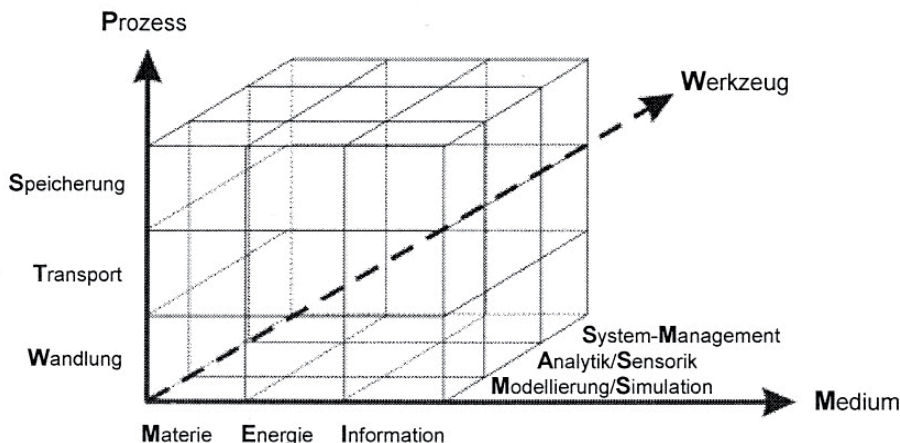 Prozess
Werkzeug
Speicherung
Transport
Wandlung
System-Management
Analytik/Sensorik
Modellierung/Simulation
Medium
Materie Energie Information